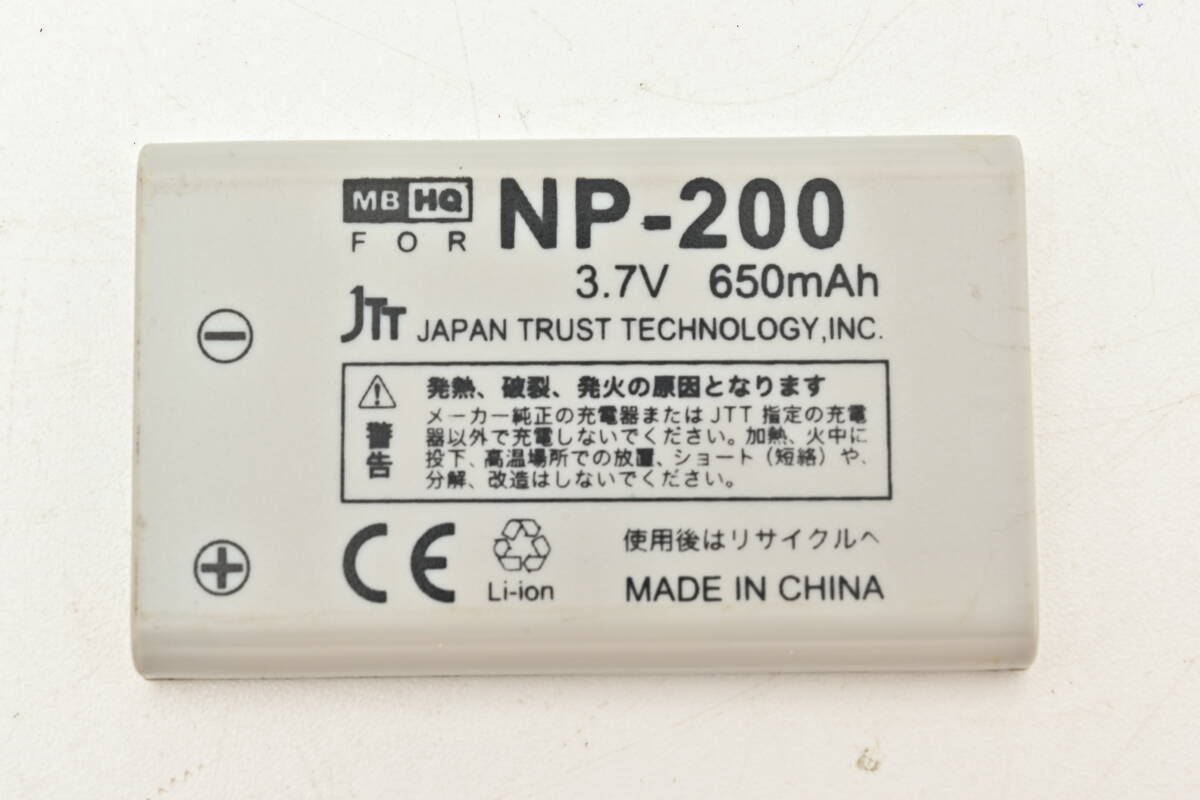 MB HQ
FOR NP-200
3.7V 650mAh
JTT JAPAN TRUST TECHNOLOGY,INC.
警告
発熱、破裂、発火の原因となります
メーカー純正の充電器またはJTT指定の充電
器以外で充電しないでください。加熱、火中に
投下、高温場所での放置、ショート（短絡）や、
分解、改造はしないでください。
CE
Li-ion
使用後はリサイクルへ
MADE IN CHINA